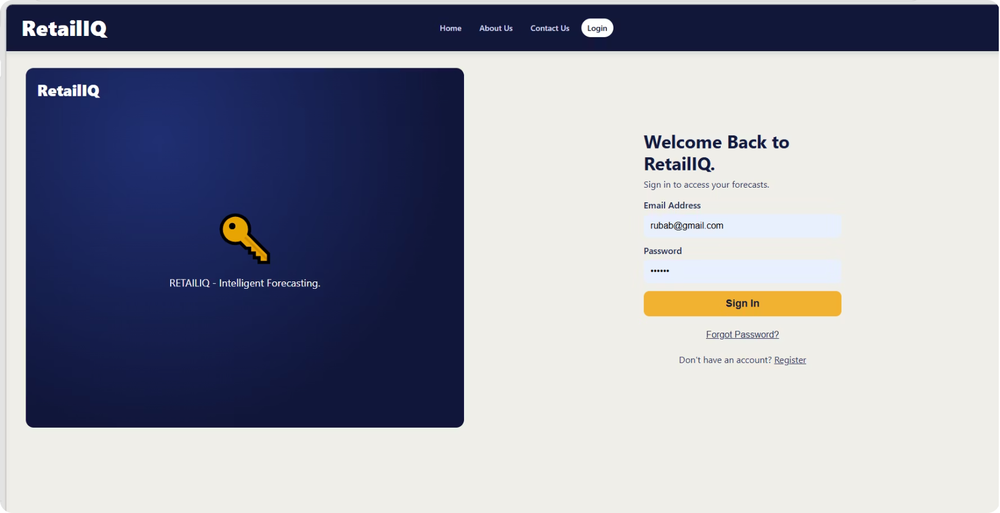 RetailIQ
Home About Us Contact Us Login
RetailIQ
RETAILIQ - Intelligent Forecasting.
Welcome Back to
RetailIQ.
Sign in to access your forecasts.
Email Address
rubab@gmail.com
Password
••••••
Sign In
Forgot Password?
Don't have an account? Register